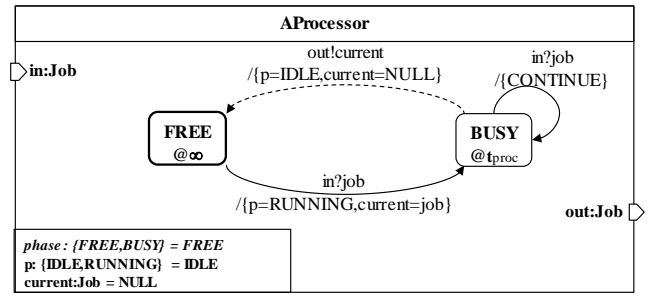 AProcessor
in:Job
out!current
/{p=IDLE,current=NULL}
in?job
/{CONTINUE}
FREE
@∞
BUSY
@tproc
in?job
/{p=RUNNING,current=job}
out:Job
phase : {FREE,BUSY} = FREE
p: {IDLE,RUNNING} = IDLE
current:Job = NULL